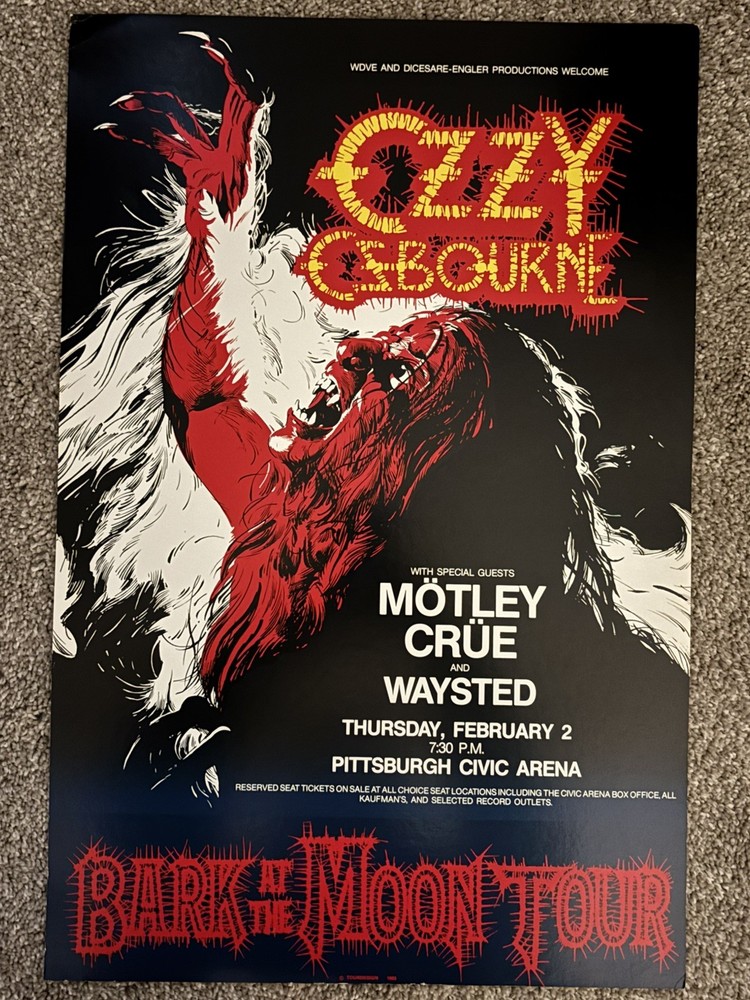 WDVE AND DICESARE-ENGLER PRODUCTIONS WELCOME
OZZY
OSBOURNE
WITH SPECIAL GUESTS
MÖTLEY
CRÜE
AND
WAYSTED
THURSDAY, FEBRUARY 2
7:30 P.M.
PITTSBURGH CIVIC ARENA
RESERVED SEAT TICKETS ON SALE AT ALL CHOICE SEAT LOCATIONS INCLUDING THE CIVIC ARENA BOX OFFICE, ALL
KAUFMAN'S, AND SELECTED RECORD OUTLETS.
BARK AT THE MOON TOUR